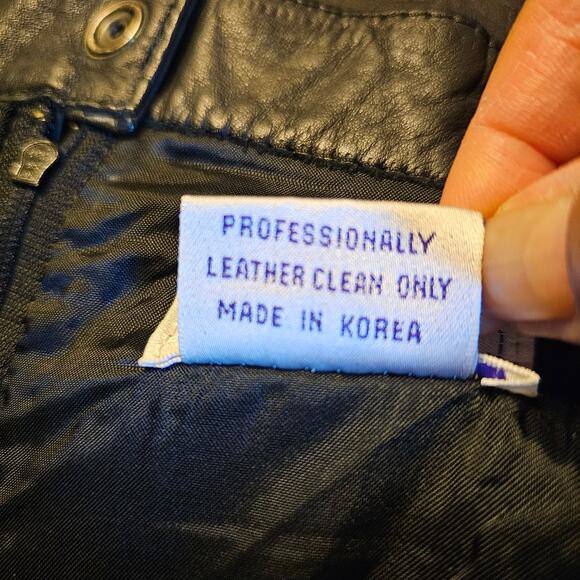 PROFESSIONALLY
LEATHER CLEAN ONLY
MADE IN KOREA